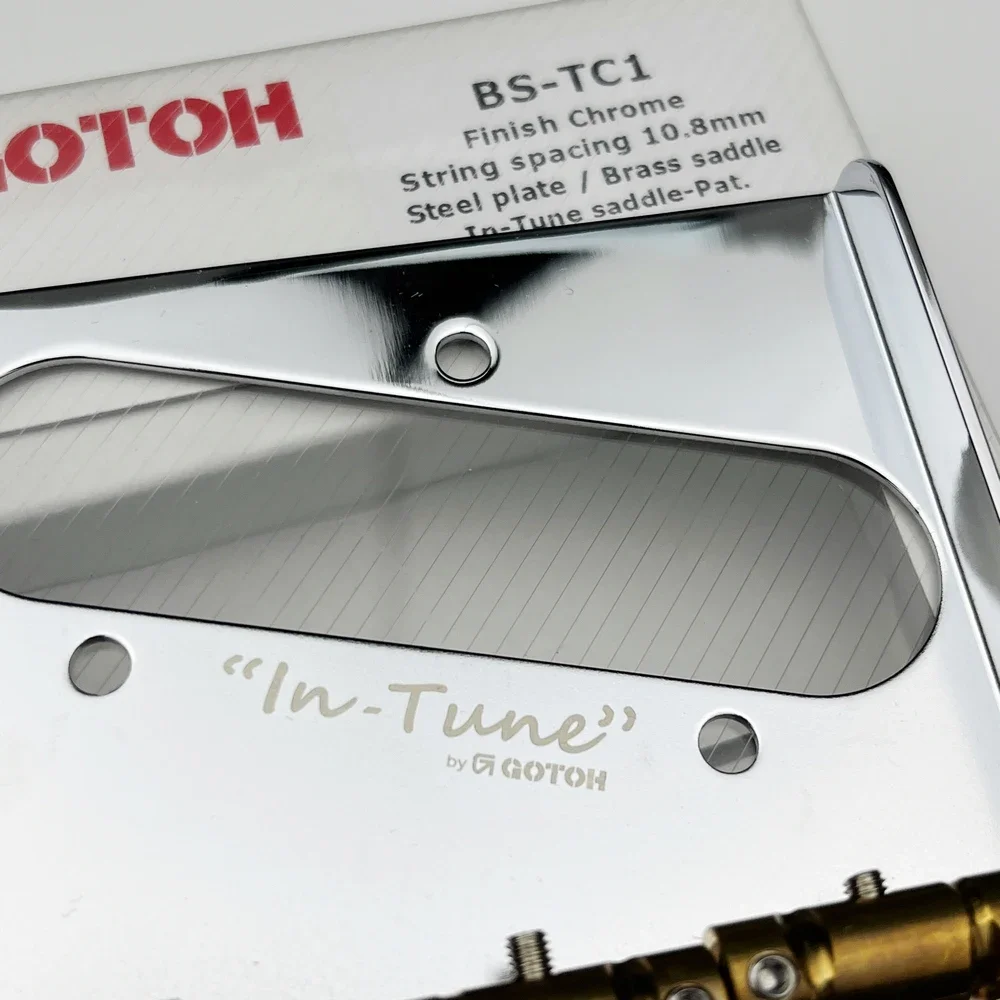 GOTOH
BS-TC1
Finish Chrome
String spacing 10.8mm
Steel plate / Brass saddle
In-Tune saddle-Pat.
“In-Tune”
by G GOTOH